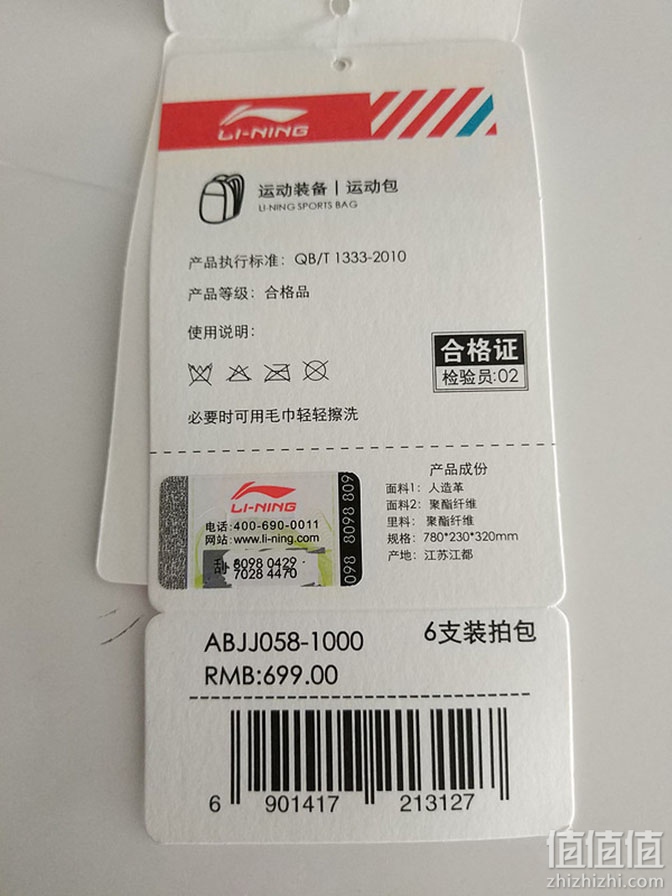 LI-NING
运动装备 | 运动包
LI-NING SPORTS BAG
产品执行标准：QB/T 1333-2010
产品等级：合格品
使用说明：
合格证
检验员:02
必要时可用毛巾轻轻擦洗
产品成份
面料1：人造革
面料2：聚酯纤维
里料：聚酯纤维
规格：780*230*320mm
产地：江苏江都
LI-NING
电话:400-690-0011
网站:www.li-ning.com
刮 8098 0429
7028 4470
098 8098 809
ABJJ058-1000
6支装拍包
RMB:699.00
6 901417 213127
值值值
zhizhizhi.com